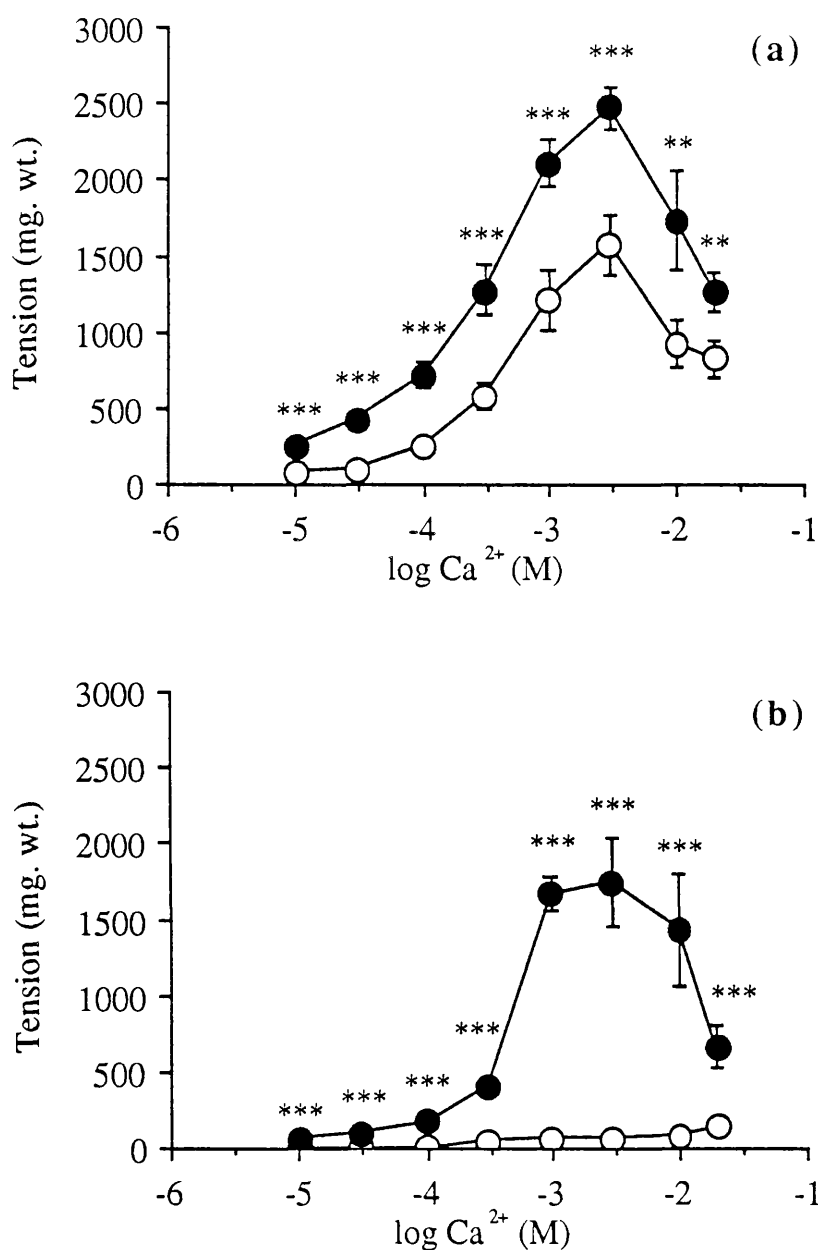 (a)
3000
2500
2000
1500
1000
500
0
Tension (mg. wt.)
*** *** *** *** *** *** ** **
-6 -5 -4 -3 -2 -1
log Ca 2+ (M)
(b)
3000
2500
2000
1500
1000
500
0
Tension (mg. wt.)
*** *** *** *** *** *** *** ***
-6 -5 -4 -3 -2 -1
log Ca 2+ (M)